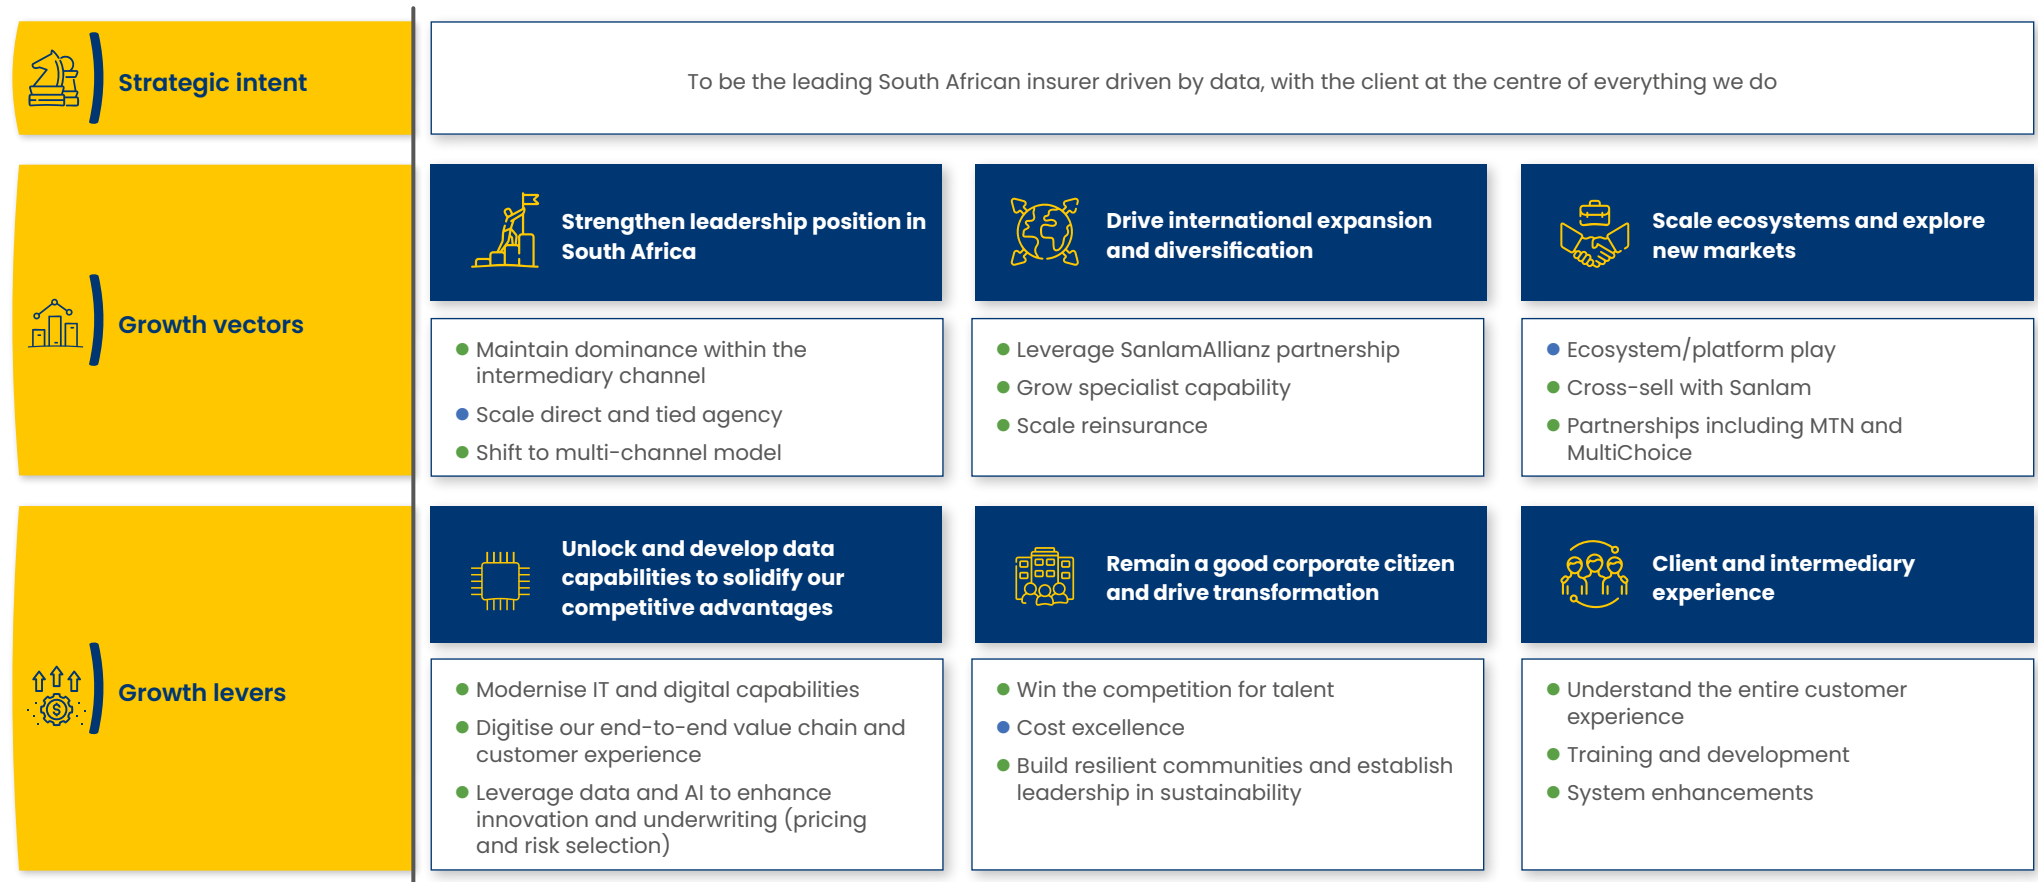 Strategic intent
To be the leading South African insurer driven by data, with the client at the centre of everything we do
Growth vectors
Strengthen leadership position in
South Africa
Maintain dominance within the
intermediary channel
Scale direct and tied agency
Shift to multi-channel model
Drive international expansion
and diversification
Leverage SanlamAllianz partnership
Grow specialist capability
Scale reinsurance
Scale ecosystems and explore
new markets
Ecosystem/platform play
Cross-sell with Sanlam
Partnerships including MTN and
MultiChoice
Growth levers
Unlock and develop data
capabilities to solidify our
competitive advantages
Modernise IT and digital capabilities
Digitise our end-to-end value chain and
customer experience
Leverage data and AI to enhance
innovation and underwriting (pricing
and risk selection)
Remain a good corporate citizen
and drive transformation
Win the competition for talent
Cost excellence
Build resilient communities and establish
leadership in sustainability
Client and intermediary
experience
Understand the entire customer
experience
Training and development
System enhancements